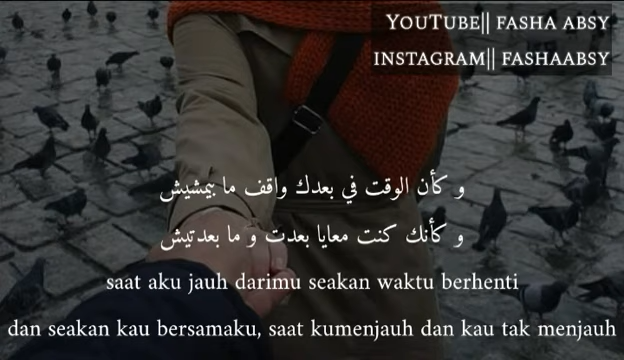 YOUTUBE|| FASHA ABSY
INSTAGRAM|| FASHAABSY
و كأن الوقت في بعدك واقف ما بيمشيش
و كأنك كنت معايا بعدت و ما بعدتيش
saat aku jauh darimu seakan waktu berhenti
dan seakan kau bersamaku, saat kumenjauh dan kau tak menjauh